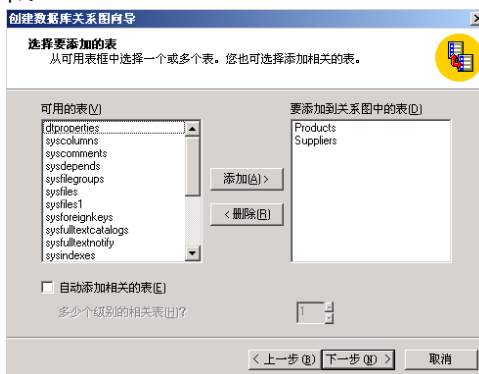 创建数据库关系图向导
选择要添加的表
从可用表框中选择一个或多个表。您也可选择添加相关的表。
可用的表(V)
要添加到关系图中的表(D)
dtproperties
syscolumns
syscomments
sysdepends
sysfilegroups
sysfiles
sysfiles1
sysforeignkeys
sysfulltextcatalogs
sysfulltextnotify
sysindexes
添加(A) >
< 删除(R)
Products
Suppliers
自动添加相关的表(E)
多少个级别的相关表(H)?
1
< 上一步(B)
下一步(N) >
取消